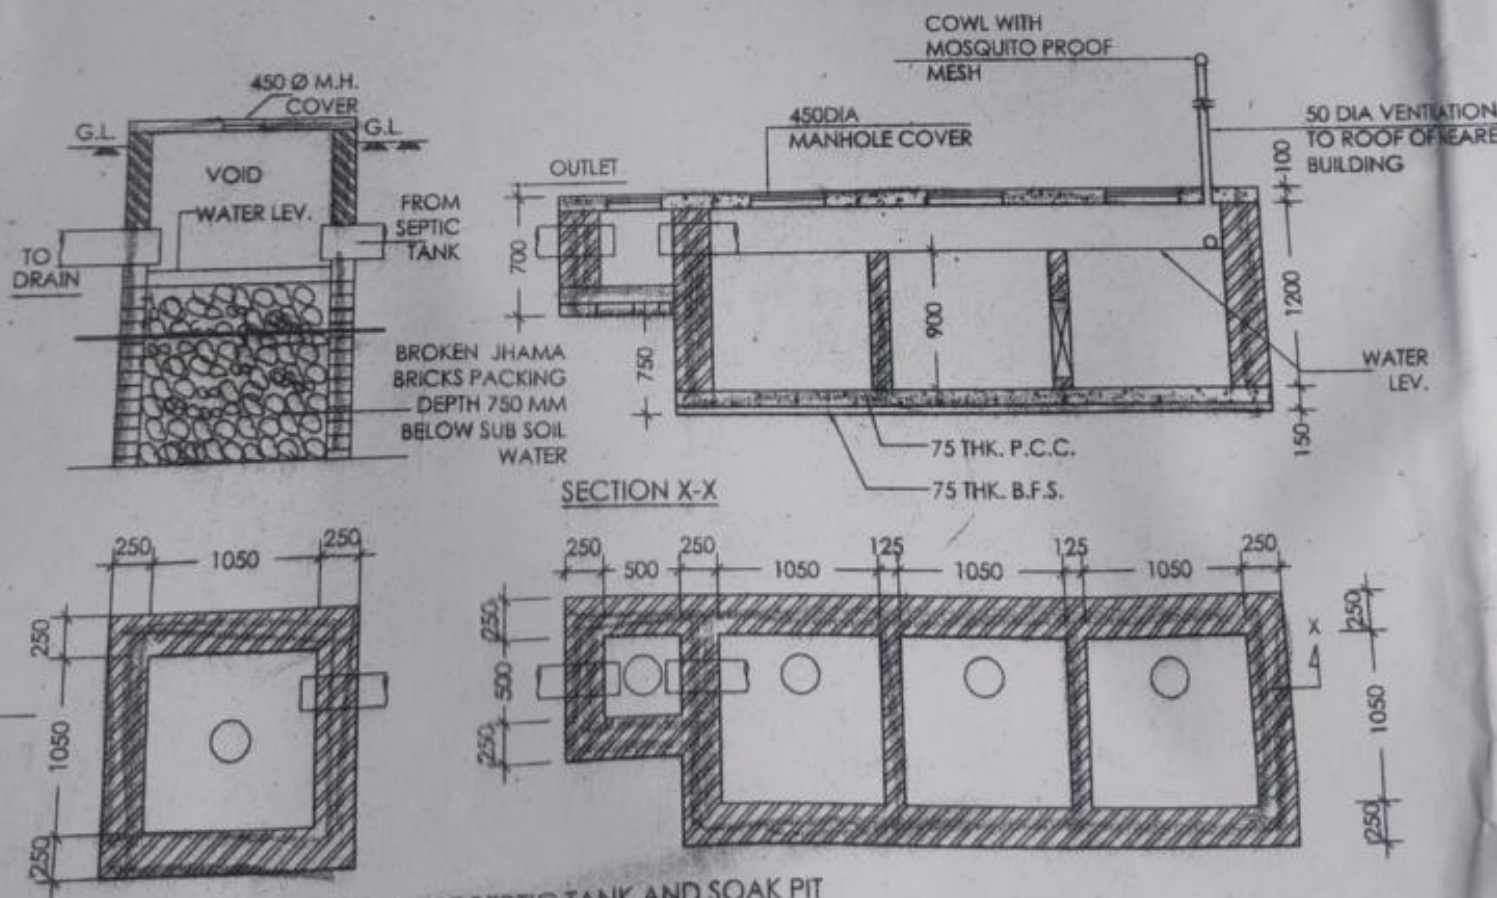 COWL WITH
MOSQUITO PROOF
MESH
450 Ø M.H.
COVER
G.L.
G.L.
VOID
WATER LEV.
FROM
SEPTIC
TANK
TO
DRAIN
BROKEN JHAMA
BRICKS PACKING
DEPTH 750 MM
BELOW SUB SOIL
WATER
OUTLET
450DIA
MANHOLE COVER
50 DIA VENTIATION
TO ROOF OF
BUILDING
100
700
750
900
1200
150
WATER
LEV.
75 THK. P.C.C.
75 THK. B.F.S.
SECTION X-X
250 1050 250
250
1050
250
250 500 250 1050 125 1050 125 1050 250
250
500
250
X
250
1050
250
SEPTIC TANK AND SOAK PIT